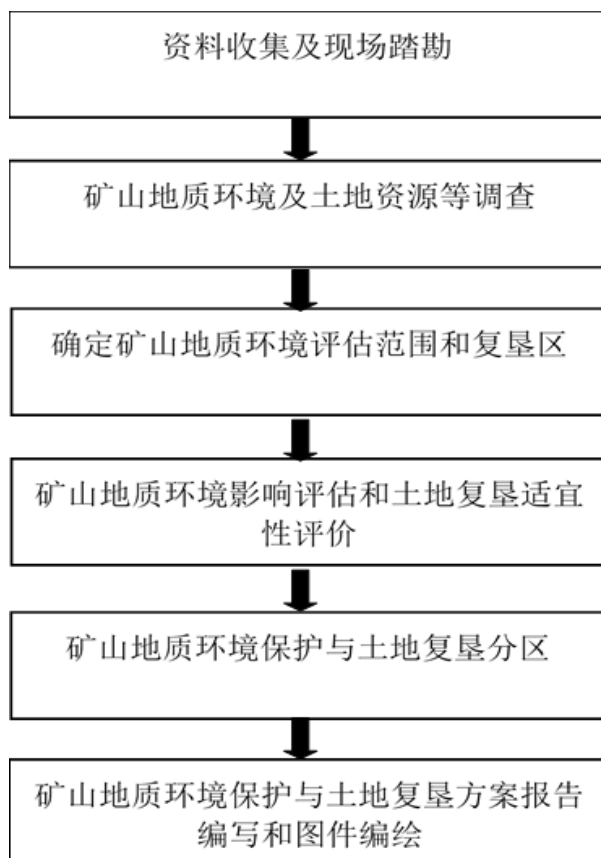 资料收集及现场踏勘
矿山地质环境及土地资源等调查
确定矿山地质环境评估范围和复垦区
矿山地质环境影响评估和土地复垦适宜
性评价
矿山地质环境保护与土地复垦分区
矿山地质环境保护与土地复垦方案报告
编写和图件编绘